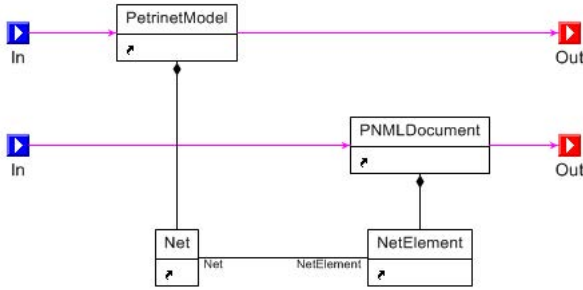 PetrinetModel
In
Out
PNMLDocument
In
Out
Net
NetElement
Net
NetElement